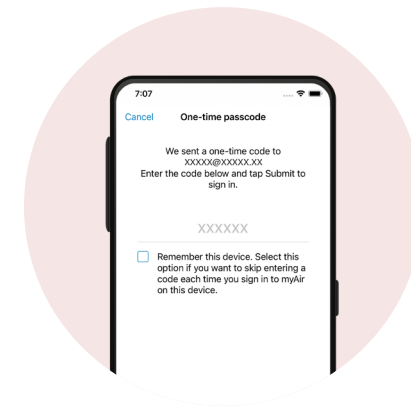 7:07
Cancel One-time passcode
We sent a one-time code to
XXXXX@XXXXX.XX
Enter the code below and tap Submit to
sign in.
XXXXXX
Remember this device. Select this
option if you want to skip entering a
code each time you sign in to myAir
on this device.